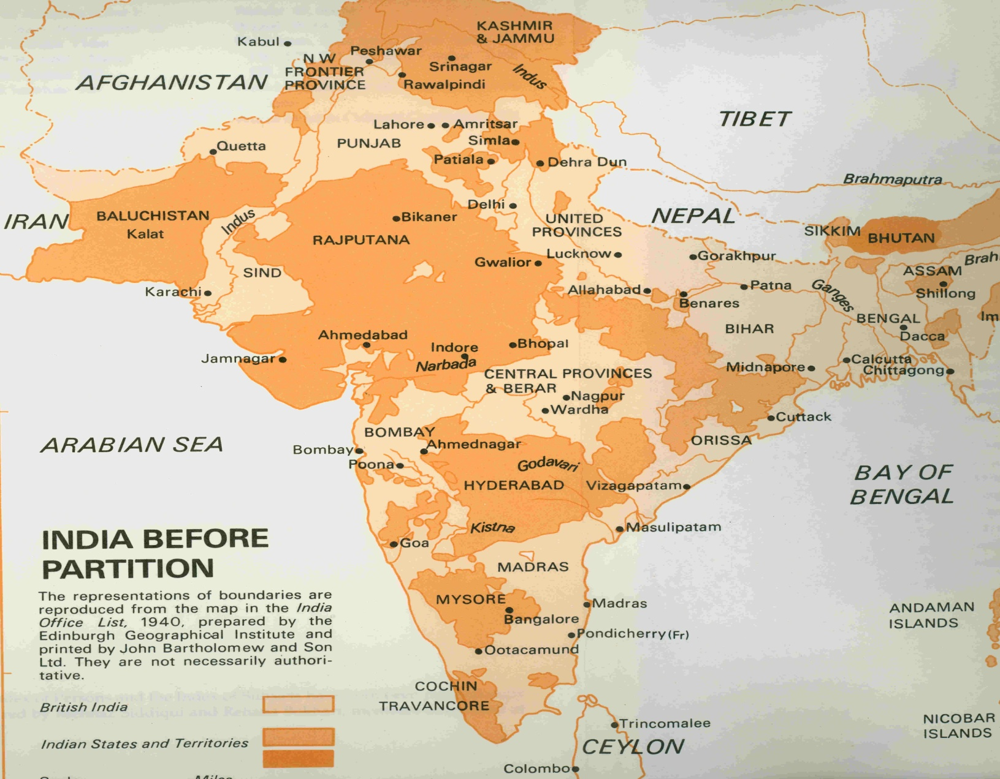 KASHMIR
& JAMMU
Kabul
Peshawar
N W
FRONTIER
PROVINCE
Srinagar
Indus
AFGHANISTAN
Rawalpindi
TIBET
Lahore
Amritsar
Simla
Quetta
PUNJAB
Patiala
Dehra Dun
Brahmaputra
Delhi
IRAN
BALUCHISTAN
Kalat
Indus
Bikaner
UNITED
PROVINCES
NEPAL
SIKKIM
BHUTAN
RAJPUTANA
Lucknow
Gorakhpur
Brah
Gwalior
ASSAM
SIND
Karachi
Allahabad
Benares
Patna
Ganges
Shillong
BENGAL
Im
BIHAR
Dacca
Ahmedabad
Indore
Bhopal
Jamnagar
Narbada
CENTRAL PROVINCES
& BERAR
Midnapore
Calcutta
Chittagong
Nagpur
Wardha
Cuttack
ARABIAN SEA
BOMBAY
Bombay
Ahmednagar
ORISSA
Poona
Godavari
BAY OF
BENGAL
HYDERABAD
Vizagapatam
Kistna
Masulipatam
Goa
MADRAS
MYSORE
Bangalore
Madras
ANDAMAN
ISLANDS
Pondicherry (Fr)
Ootacamund
COCHIN
TRAVANCORE
Trincomalee
NICOBAR
ISLANDS
CEYLON
Colombo
INDIA BEFORE
PARTITION
The representations of boundaries are
reproduced from the map in the India
Office List, 1940, prepared by the
Edinburgh Geographical Institute and
printed by John Bartholomew and Son
Ltd. They are not necessarily authori-
tative.
British India
Indian States and Territories
Miles